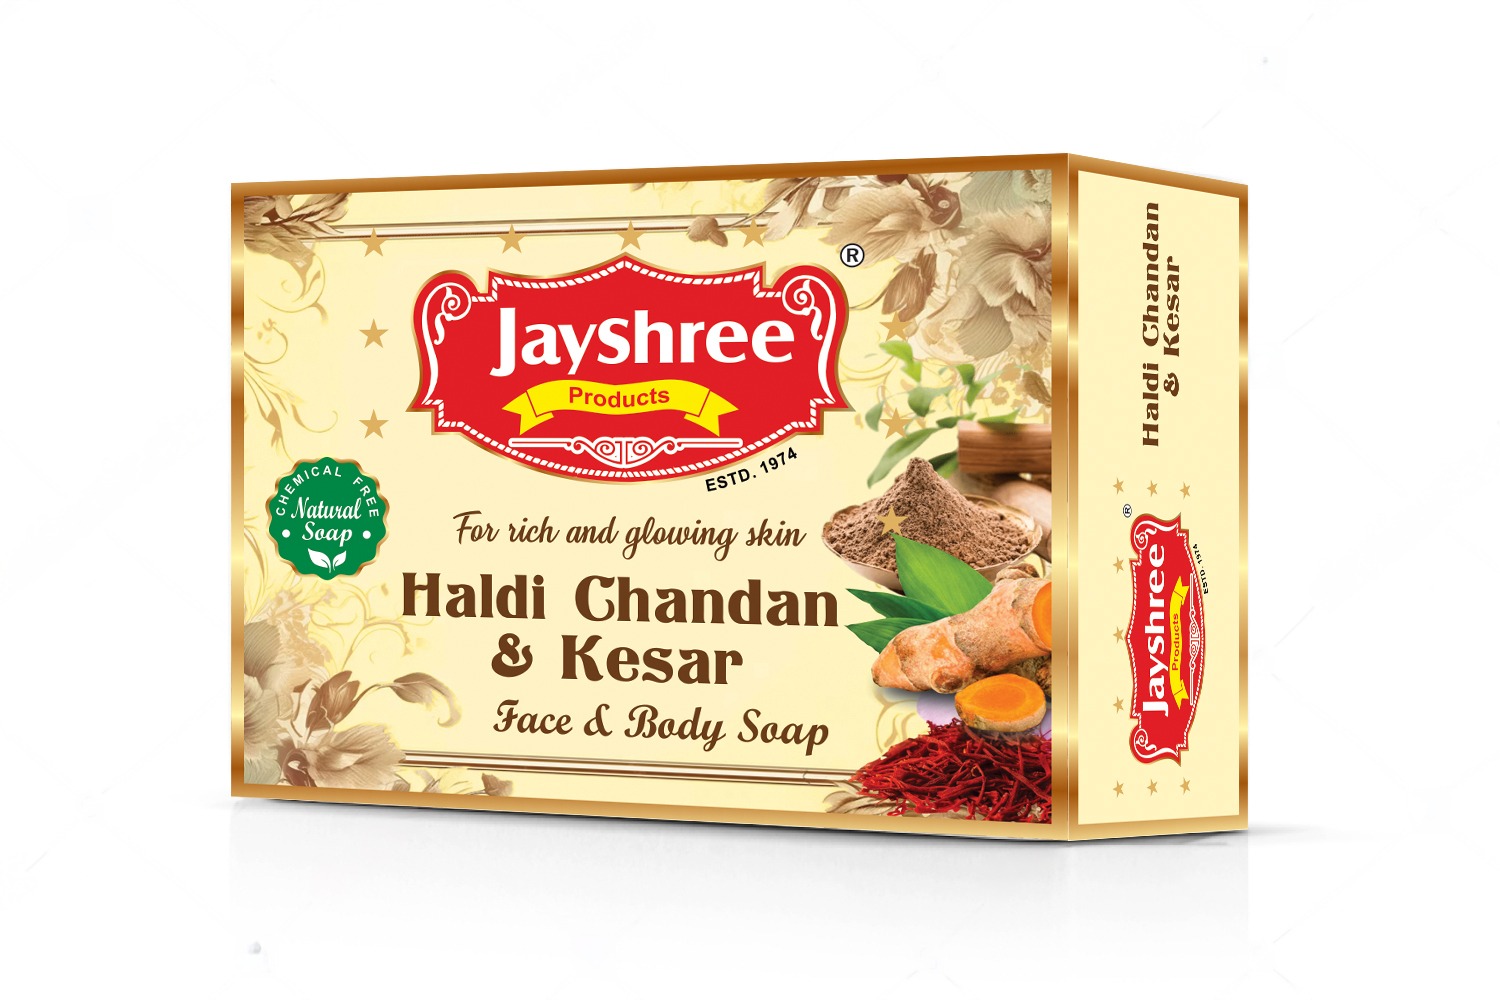 ®
Jayshree
Products
ESTD. 1974
CHEMICAL FREE
Natural
Soap
For rich and glowing skin
Haldi Chandan
& Kesar
Face & Body Soap
Haldi Chandan
& Kesar
®
Jayshree
Products
ESTD. 1974